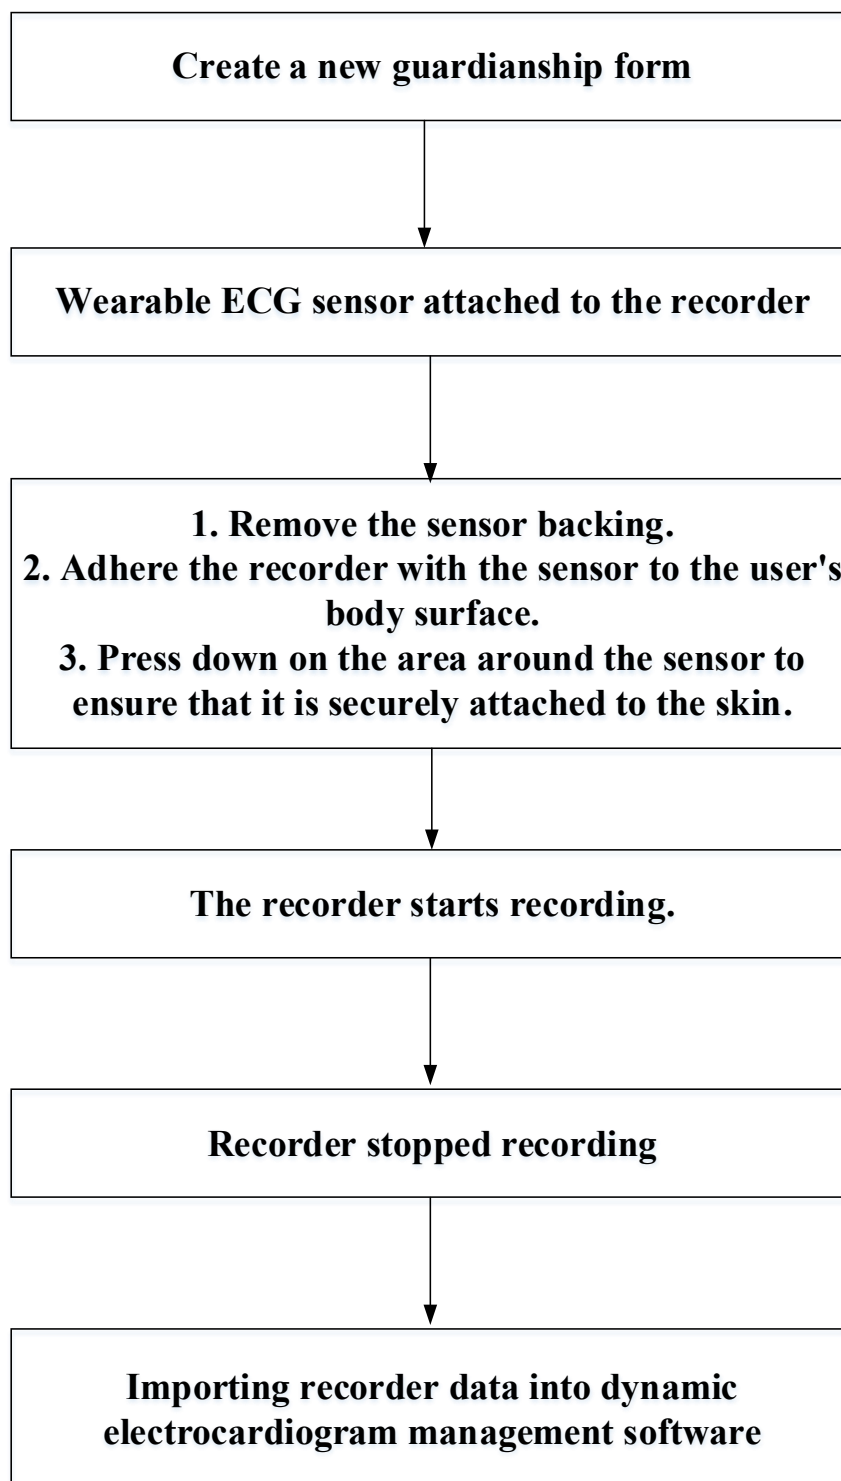 Create a new guardianship form
Wearable ECG sensor attached to the recorder
1. Remove the sensor backing.
2. Adhere the recorder with the sensor to the user's
body surface.
3. Press down on the area around the sensor to
ensure that it is securely attached to the skin.
The recorder starts recording.
Recorder stopped recording
Importing recorder data into dynamic
electrocardiogram management software